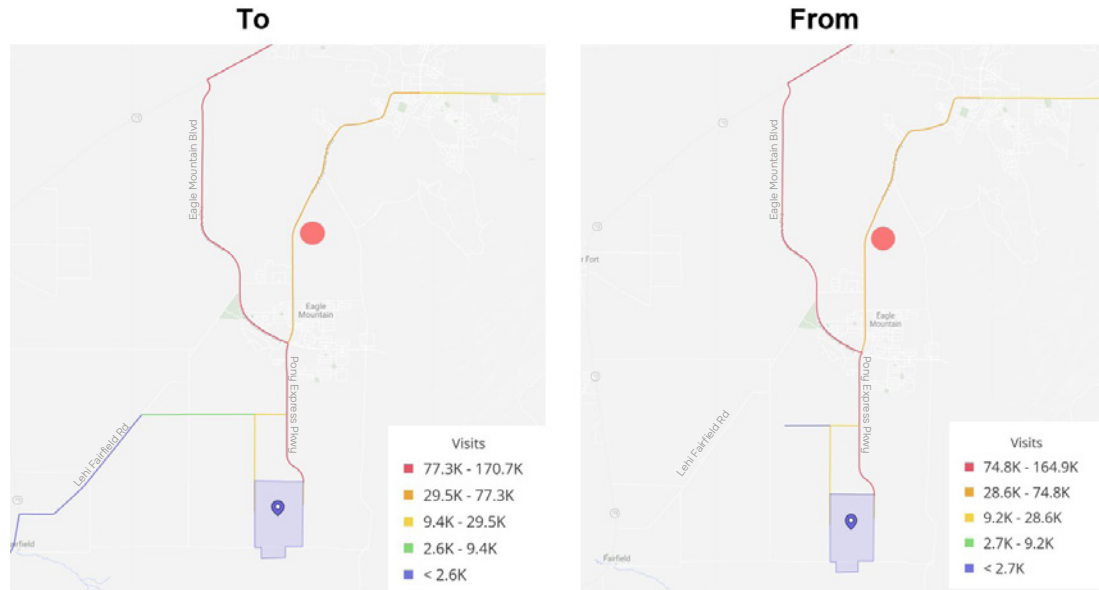 To
From
Eagle Mountain Blvd
Eagle
Mountain
Pony Express Pkwy
Lehi Fairfield Rd
Visits
77.3K - 170.7K
29.5K - 77.3K
9.4K - 29.5K
2.6K - 9.4K
< 2.6K
Eagle Mountain Blvd
r Fort
Eagle
Mountain
Pony Express Pkwy
Lehi Fairfield Rd
Fairfield
Visits
74.8K - 164.9K
28.6K - 74.8K
9.2K - 28.6K
2.7K - 9.2K
< 2.7K